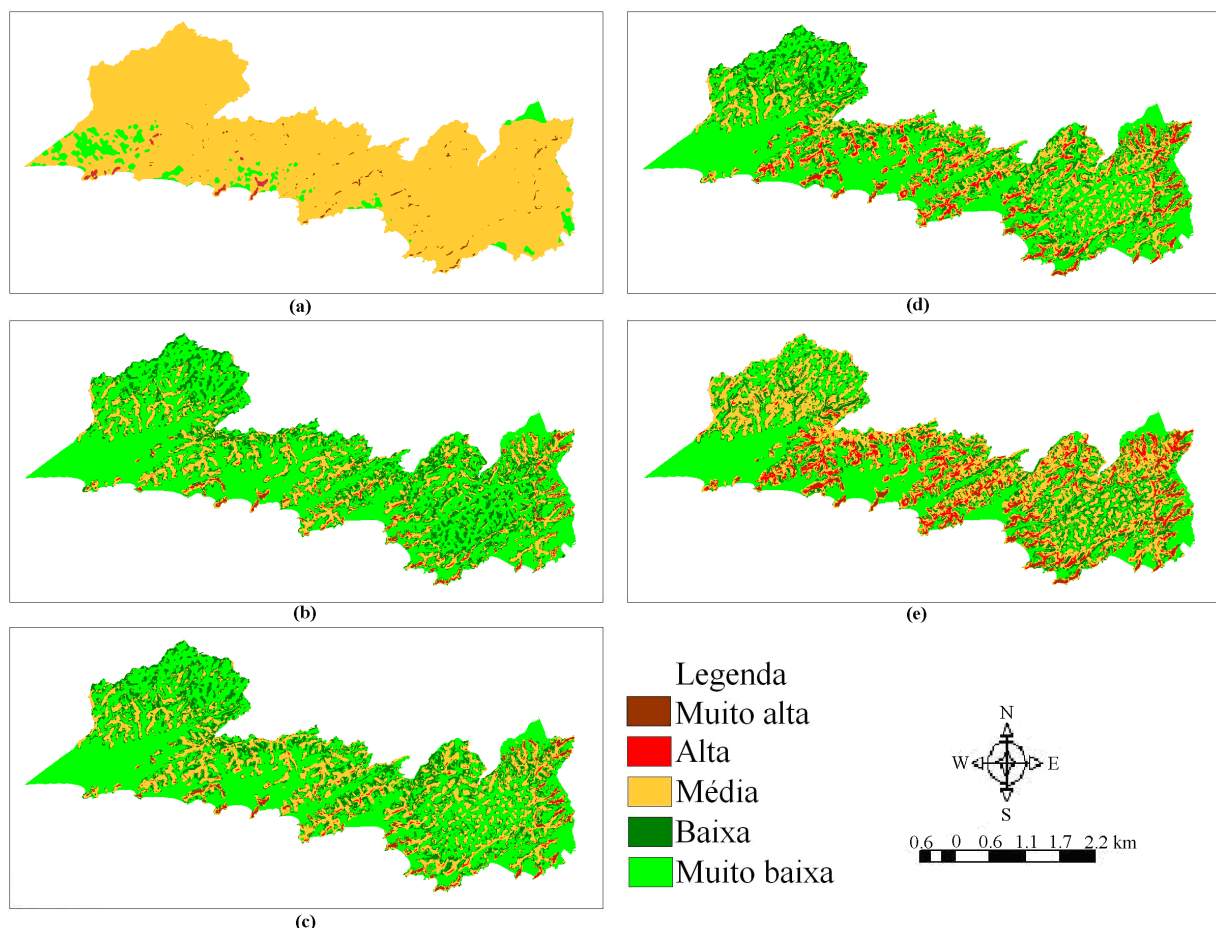 (a)
(d)
(b)
(e)
(c)
Legenda
Muito alta
Alta
Média
Baixa
Muito baixa
N
W E
S
0.6 0 0.6 1.1 1.7 2.2 km